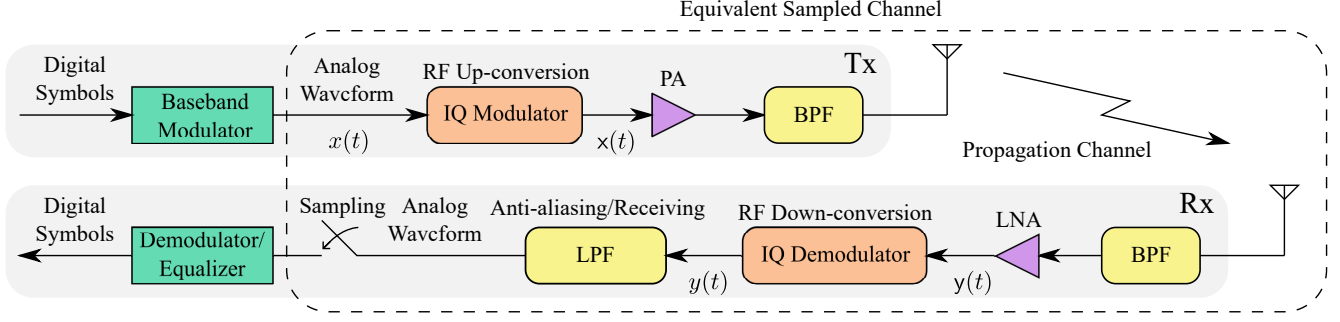 Equivalent Sampled Channel
Digital
Symbols
Baseband
Modulator
Analog
Wavcform
x(t)
RF Up-conversion
IQ Modulator
x(t)
PA
BPF
Tx
Propagation Channel
Digital
Symbols
Demodulator/
Equalizer
Sampling
Analog
Wavcform
Anti-aliasing/Receiving
LPF
y(t)
RF Down-conversion
IQ Demodulator
y(t)
LNA
BPF
Rx